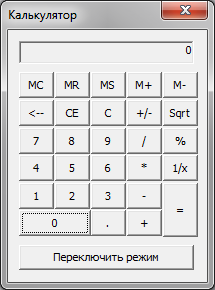 Калькулятор
0
MC MR MS M+ M-
<-- CE C +/- Sqrt
7 8 9 / %
4 5 6 * 1/x
1 2 3 - =
0 . +
Переключить режим